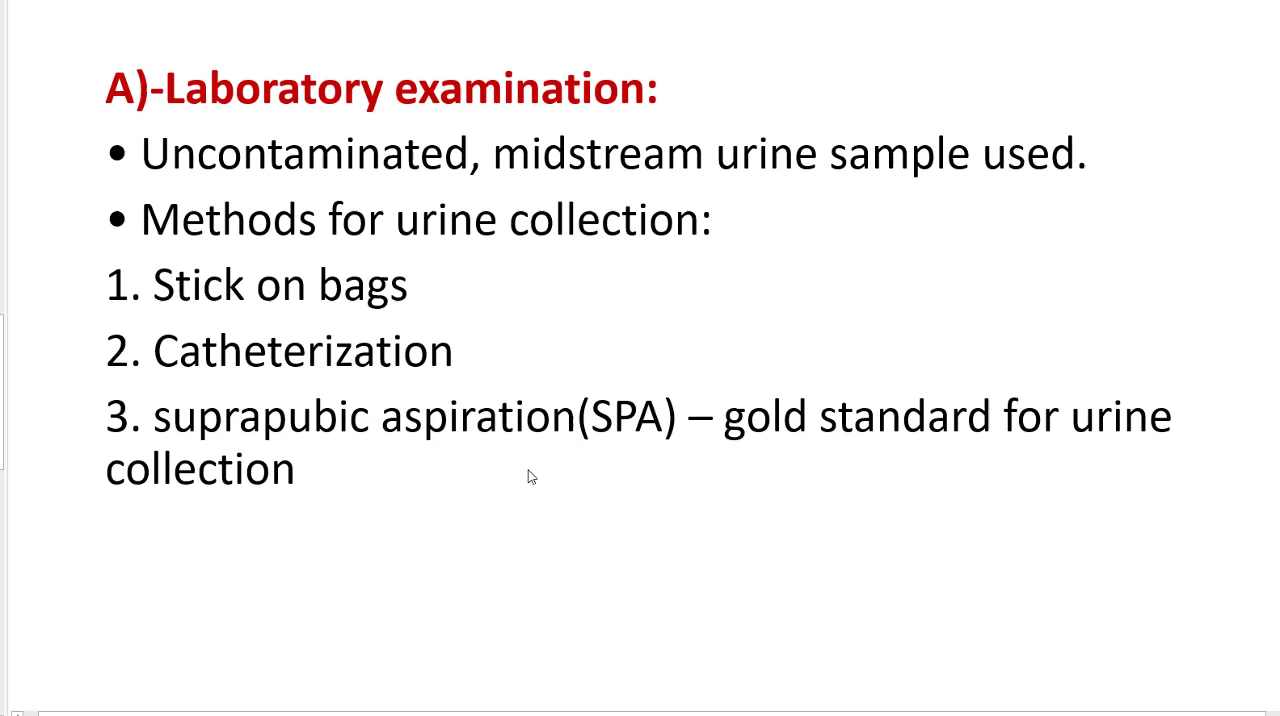 A)-Laboratory examination:
• Uncontaminated, midstream urine sample used.
• Methods for urine collection:
1. Stick on bags
2. Catheterization
3. suprapubic aspiration(SPA) – gold standard for urine
collection